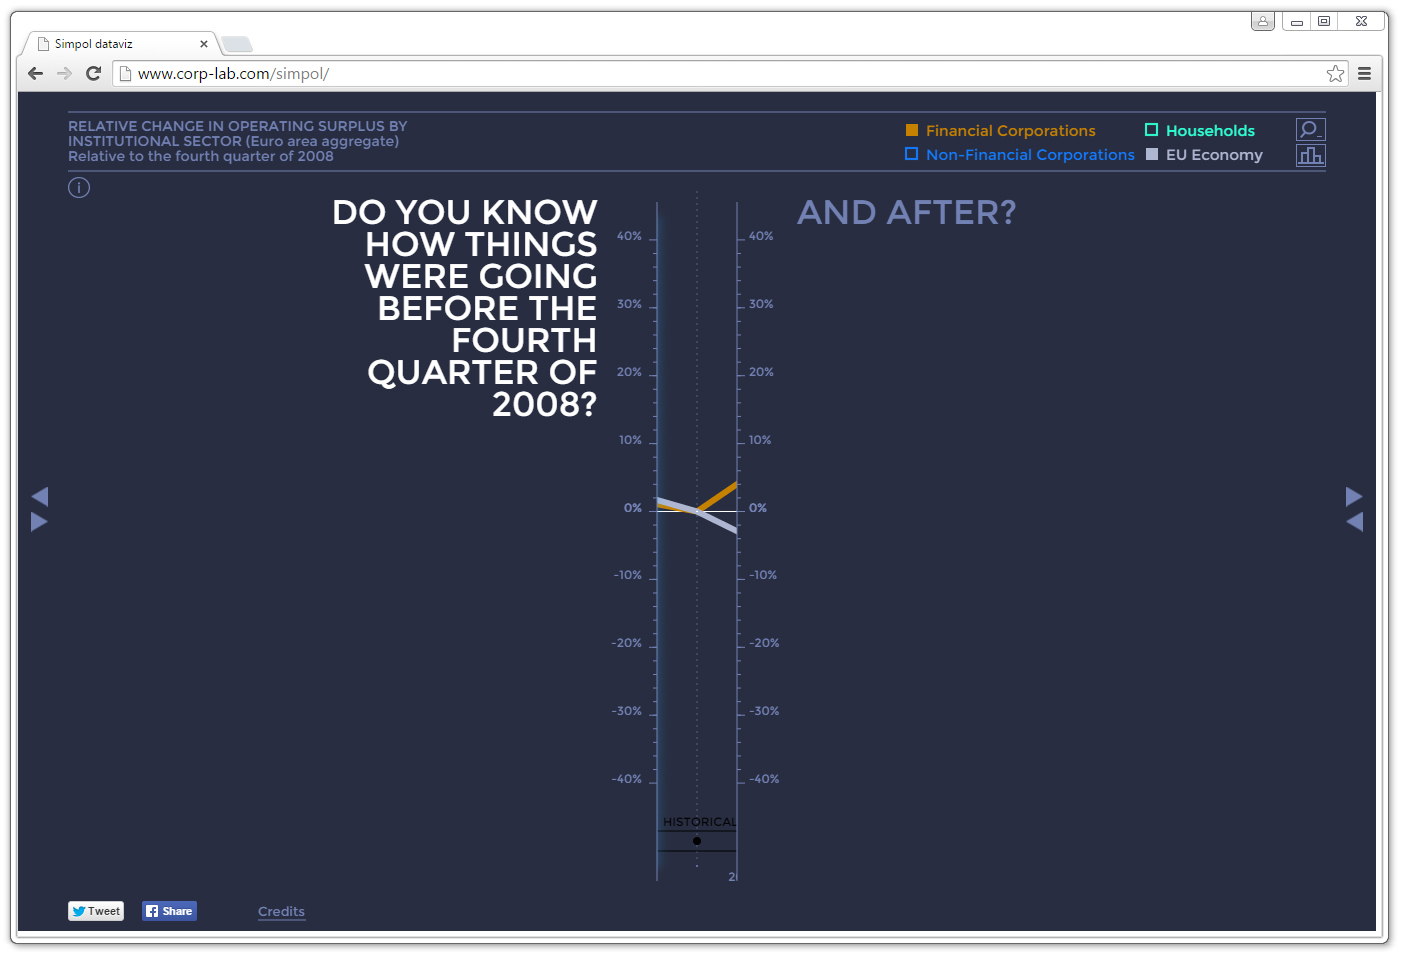 Simpol dataviz
www.corp-lab.com/simpol/
RELATIVE CHANGE IN OPERATING SURPLUS BY
INSTITUTIONAL SECTOR (Euro area aggregate)
Relative to the fourth quarter of 2008
Financial Corporations
Households
Non-Financial Corporations
EU Economy
i
DO YOU KNOW
HOW THINGS
WERE GOING
BEFORE THE
FOURTH
QUARTER OF
2008?
AND AFTER?
40% 40%
30% 30%
20% 20%
10% 10%
0% 0%
-10% -10%
-20% -20%
-30% -30%
-40% -40%
HISTORICAL
2
Tweet
Share
Credits